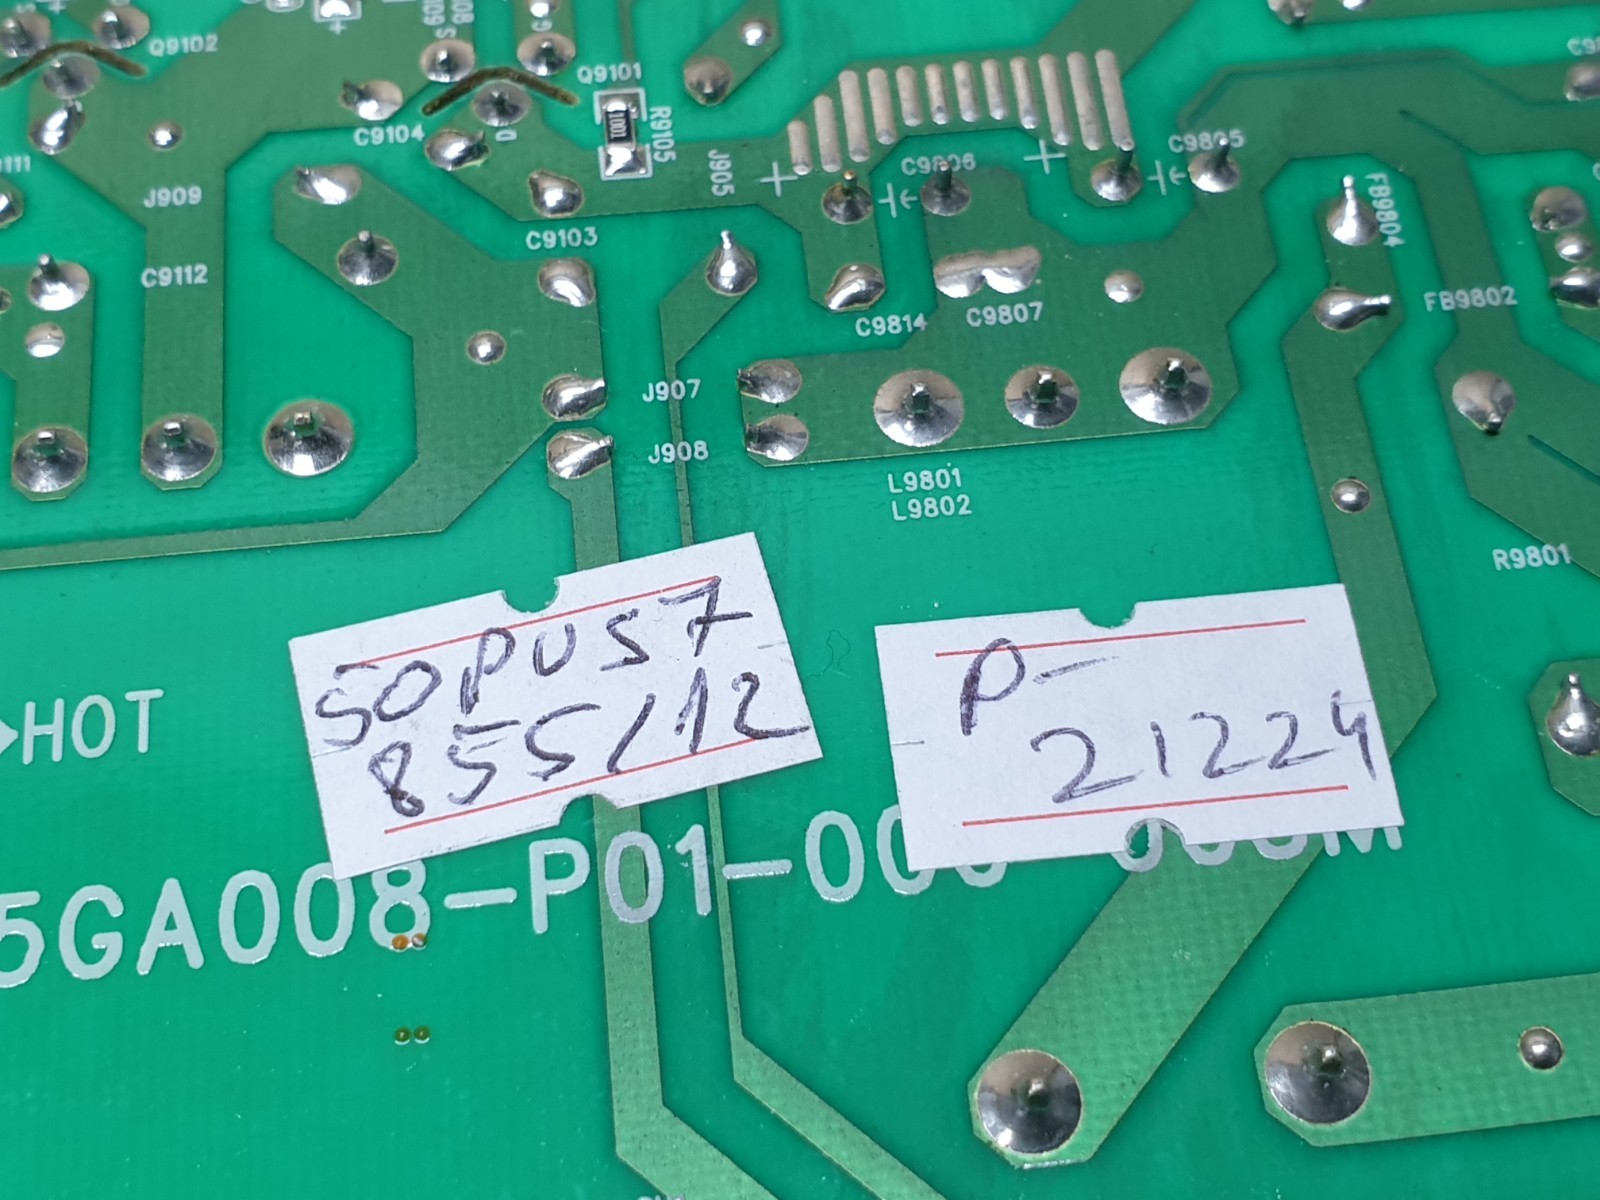 Q9102
Q9101
C9104
R9105
1001
J905
C9806
C9805
FB9804
J909
C9103
C9112
C9814
C9807
FB9802
J907
J908
L9801
L9802
R9801
50PUS7
855/12
P-
21224
HOT
5GA008-P01-00